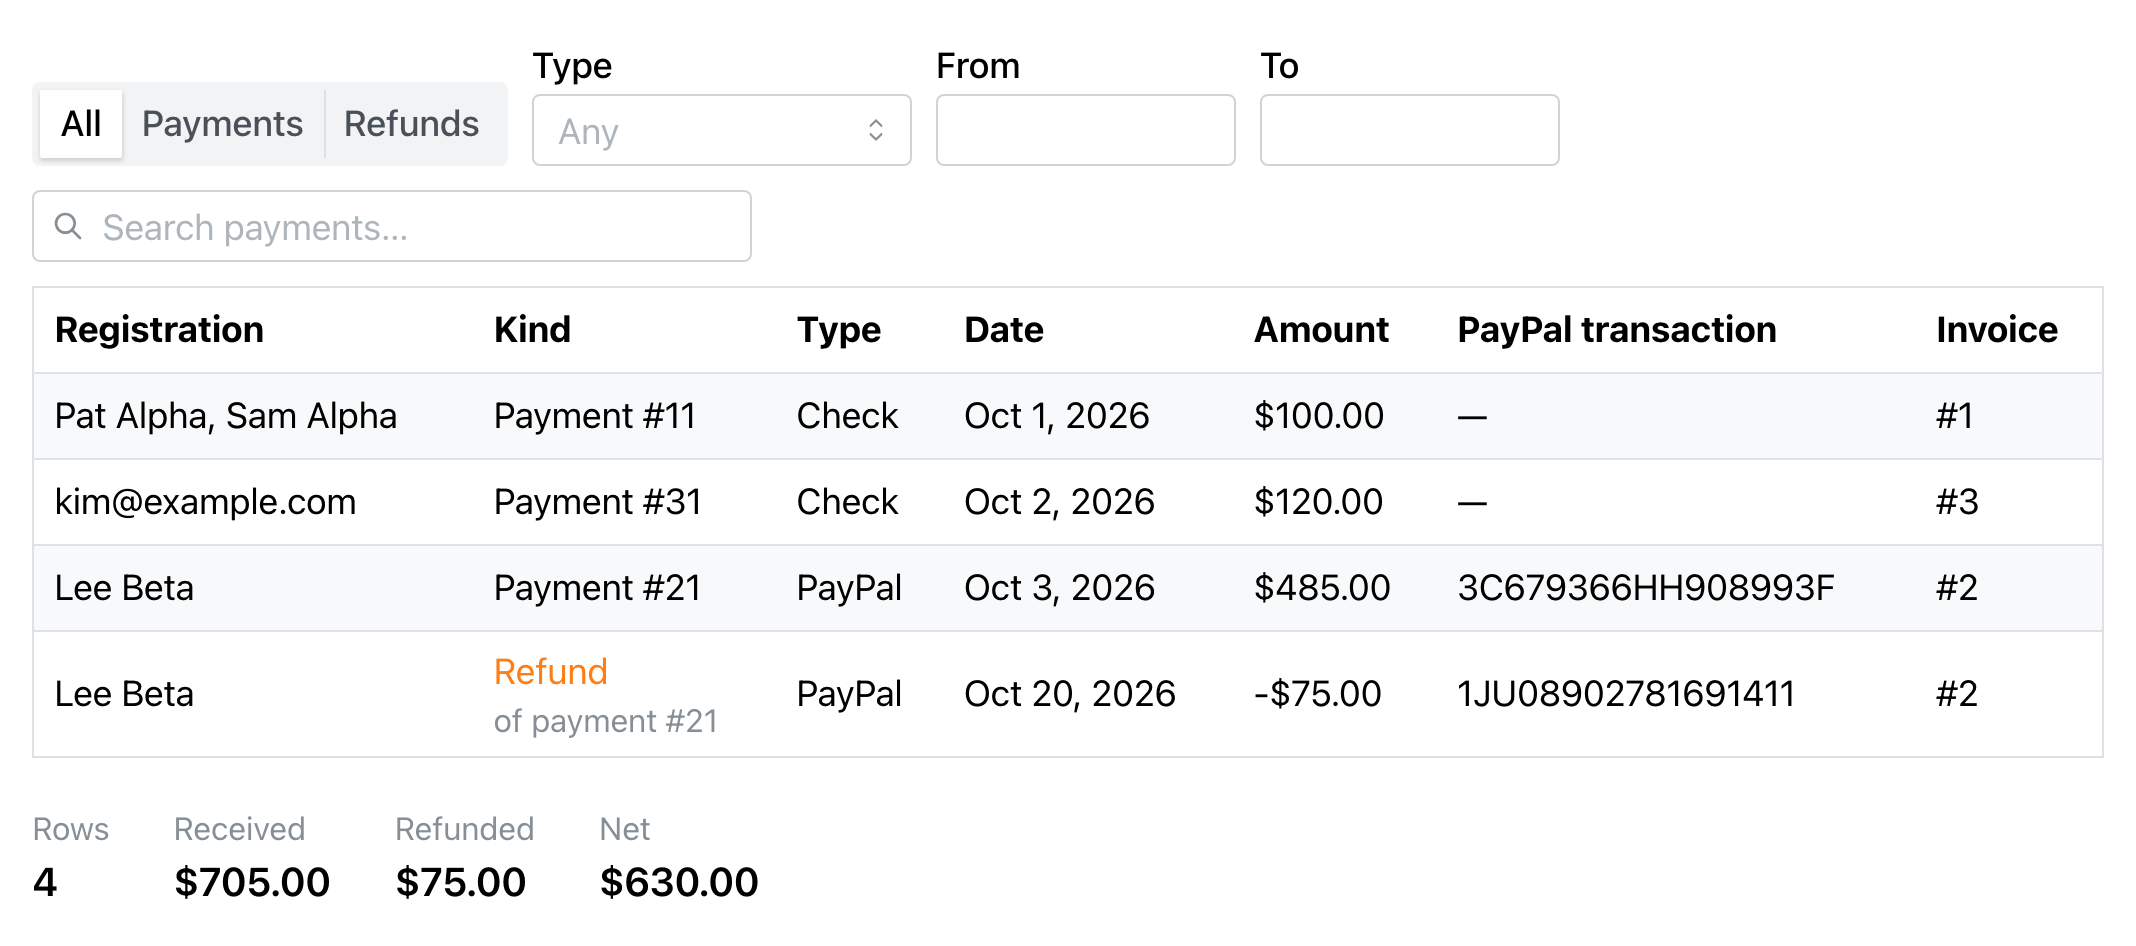 Type From To
All Payments Refunds Any
Search payments...
Registration Kind Type Date Amount PayPal transaction Invoice
Pat Alpha, Sam Alpha Payment #11 Check Oct 1, 2026 $100.00 — #1
kim@example.com Payment #31 Check Oct 2, 2026 $120.00 — #3
Lee Beta Payment #21 PayPal Oct 3, 2026 $485.00 3C679366HH908993F #2
Lee Beta Refund of payment #21 PayPal Oct 20, 2026 -$75.00 1JU08902781691411 #2
Rows Received Refunded Net
4 $705.00 $75.00 $630.00